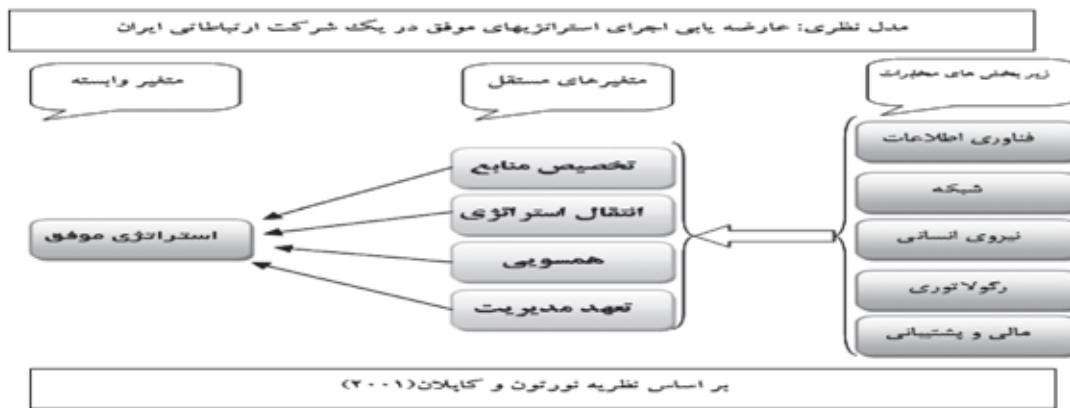 مدل نظری: عارضه یابی اجرای استراتژیهای موفق در یک شرکت ارتباطاتی ایران
زیر بخش های مخابرات
متغیرهای مستقل
متغیر وابسته
فناوری اطلاعات
شبکه
نیروی انسانی
رگولاتوری
مالی و پشتیبانی
تخصیص منابع
انتقال استراتژی
همسویی
تعهد مدیریت
استراتژی موفق
بر اساس نظریه نورتون و کاپلان(۲۰۰۱)